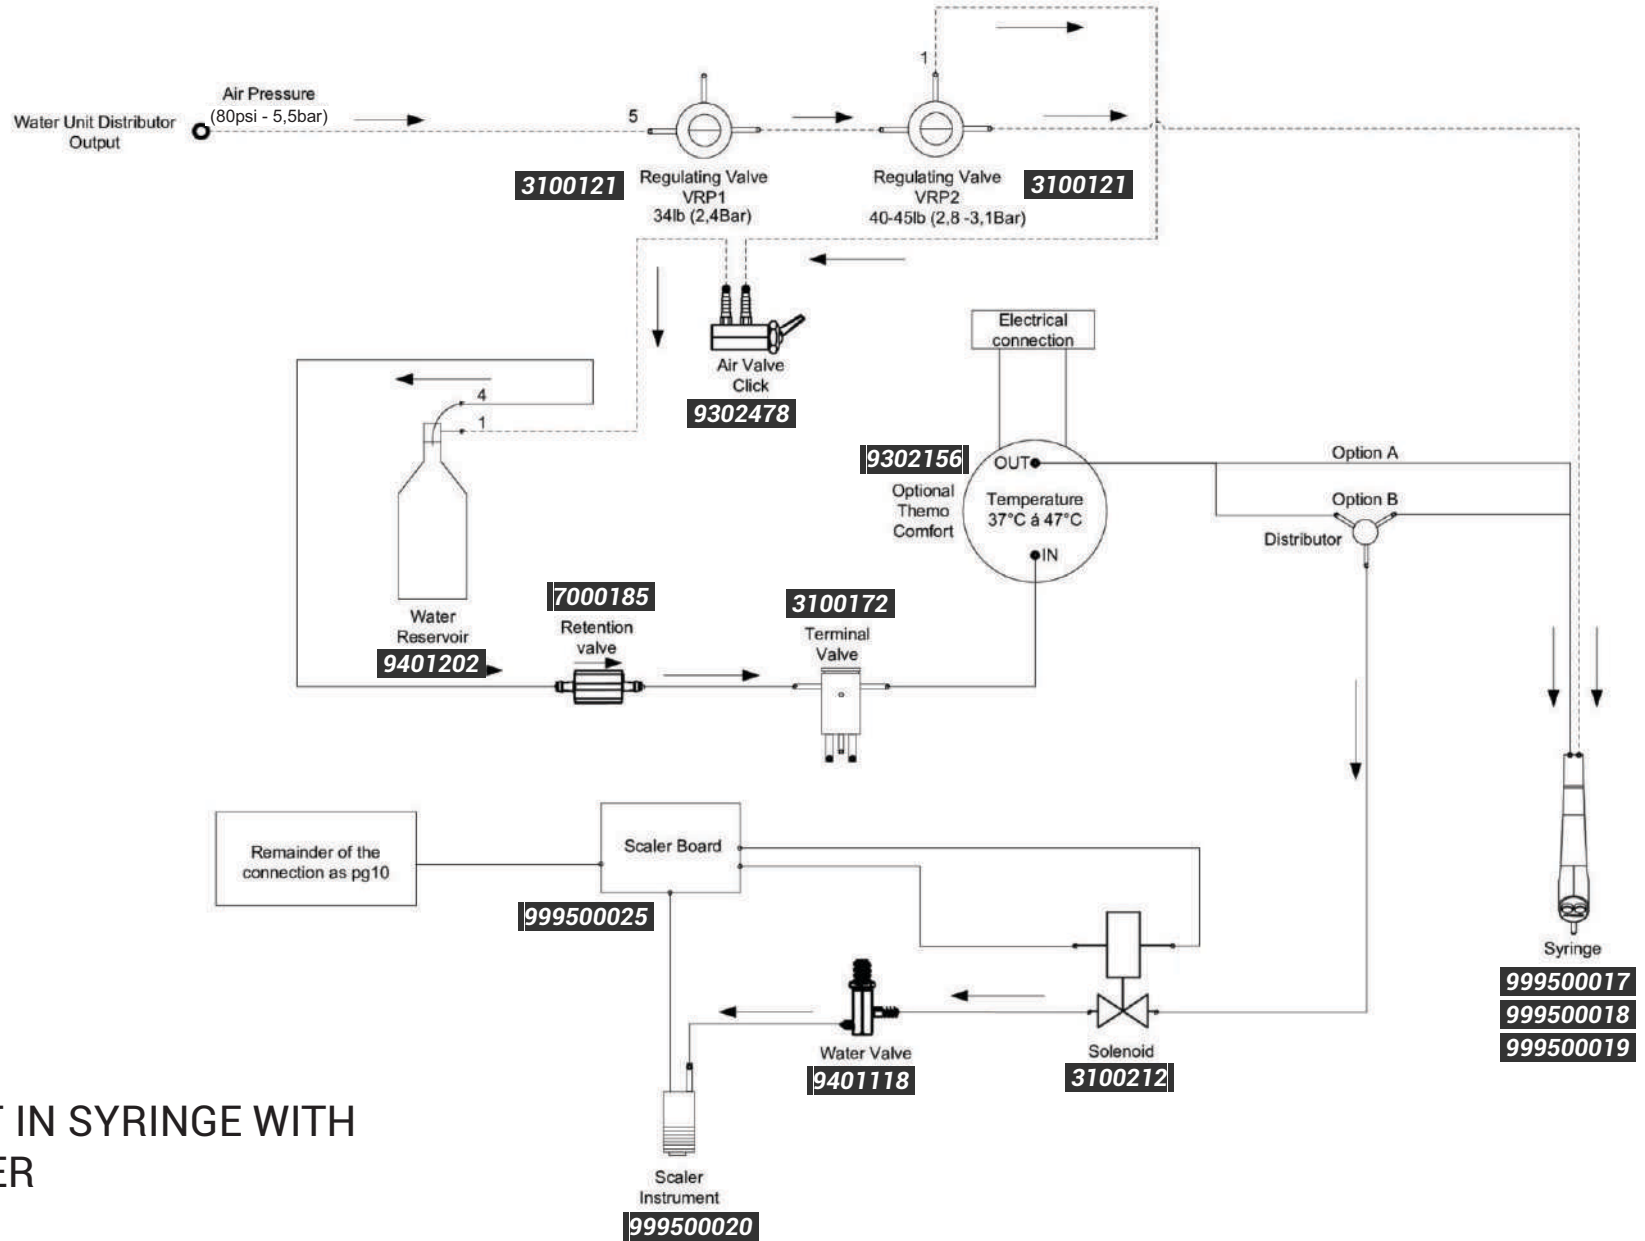 Air Pressure
(80psi - 5,5bar)
Water Unit Distributor
Output
5
1
3100121
Regulating Valve
VRP1
34lb (2,4Bar)
Regulating Valve
VRP2
40-45lb (2,8 -3,1Bar)
3100121
Air Valve
Click
9302478
4
1
Water
Reservoir
9401202
Electrical
connection
9302156
Optional
Themo
Comfort
OUT
Temperature
37°C á 47°C
IN
Option A
Option B
Distributor
7000185
Retention
valve
3100172
Terminal
Valve
Remainder of the
connection as pg10
Scaler Board
999500025
Syringe
999500017
999500018
999500019
Water Valve
9401118
Solenoid
3100212
Scaler
Instrument
999500020
IN SYRINGE WITH
ER